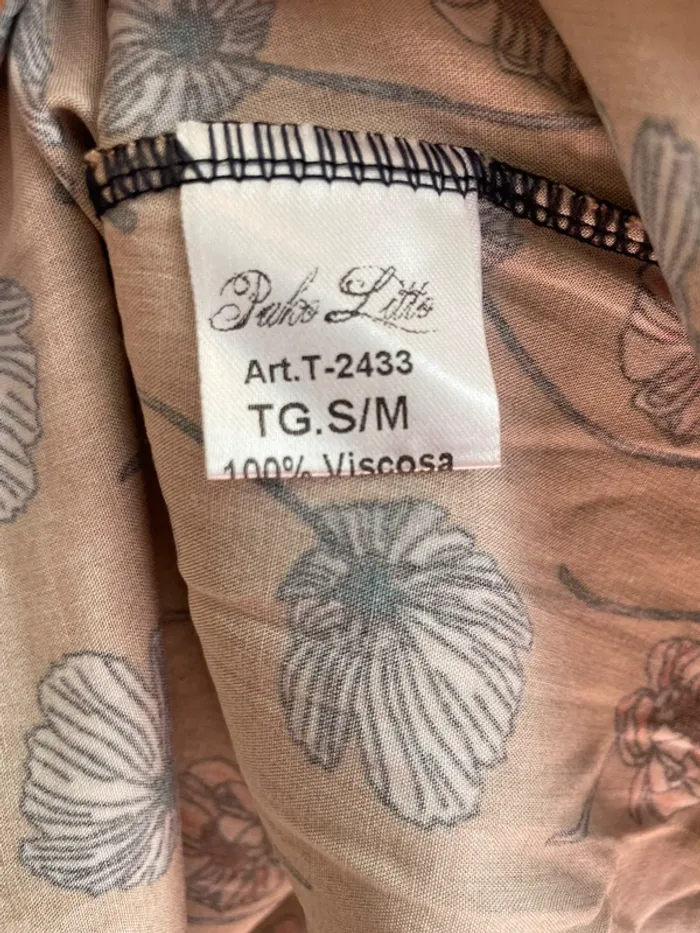 Pako Litto
Art.T-2433
TG.S/M
100% Viscosa